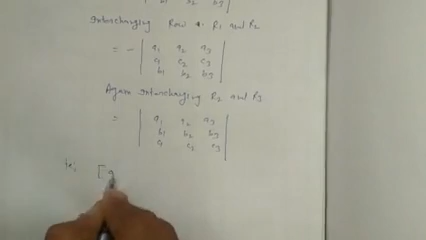 Interchanging Row R1 and R2
= - | a1 a2 a3 |
c1 c2 c3
b1 b2 b3
Again Interchanging R2 and R3
= | a1 a2 a3 |
b1 b2 b3
c1 c2 c3